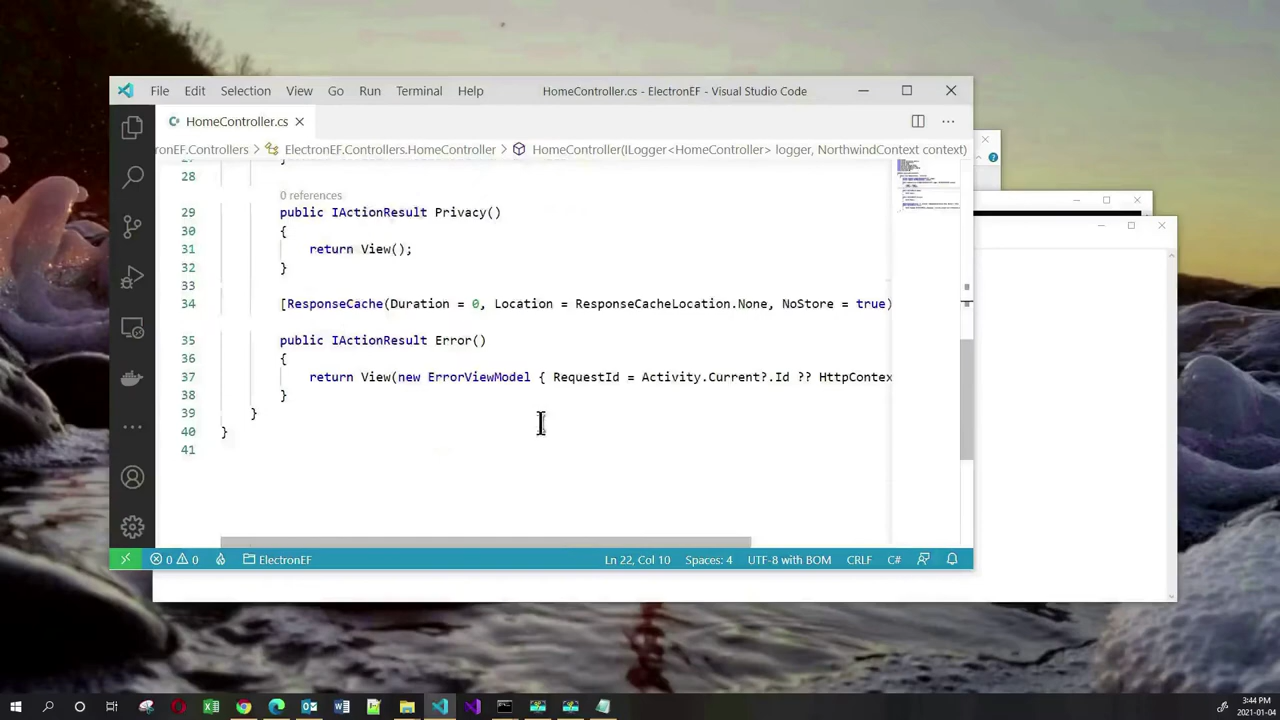 File Edit Selection View Go Run Terminal Help HomeController.cs - ElectronEF - Visual Studio Code
HomeController.cs
ronEF.Controllers > ElectronEF.Controllers.HomeController > HomeController(ILogger<HomeController> logger, NorthwindContext context)
28
0 references
29 public IActionResult Privacy()
30 {
31 return View();
32 }
33
34 [ResponseCache(Duration = 0, Location = ResponseCacheLocation.None, NoStore = true)
35 public IActionResult Error()
36 {
37 return View(new ErrorViewModel { RequestId = Activity.Current?.Id ?? HttpContex
38 }
39 }
40 }
41
0 0 ElectronEF Ln 22, Col 10 Spaces: 4 UTF-8 with BOM CRLF C#
3:44 PM
2021-01-04